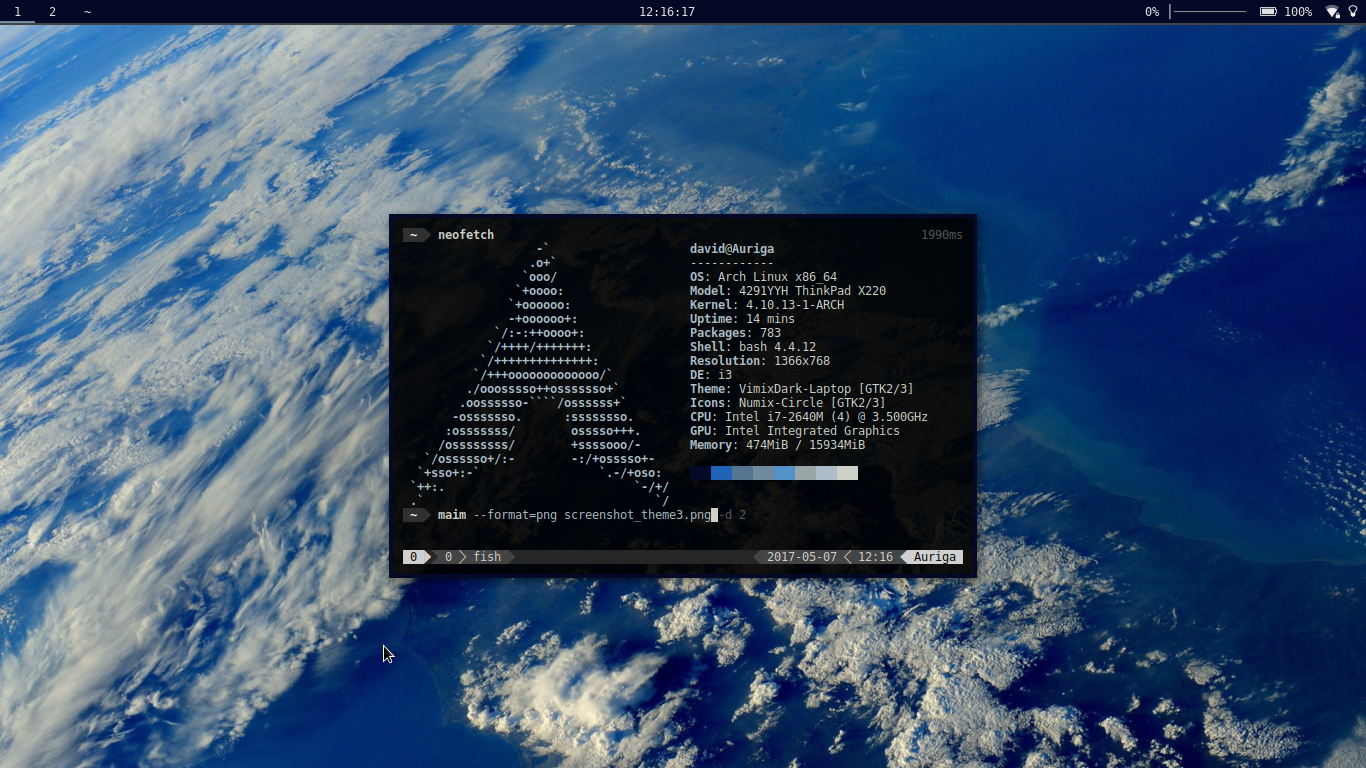 1 2 ~ 12:16:17 0% 100%
~ neofetch 1990ms
-` david@Auriga
.o+` ------------
`ooo/ OS: Arch Linux x86_64
`+oooo: Model: 4291YYH ThinkPad X220
`+oooooo: Kernel: 4.10.13-1-ARCH
-+oooooo+: Uptime: 14 mins
`/:-:++oooo+: Packages: 783
`/++++/+++++++: Shell: bash 4.4.12
`/++++++++++++++: Resolution: 1366x768
`/+++ooooooooooooo/` DE: i3
./ooosssso++osssssso+` Theme: VimixDark-Laptop [GTK2/3]
.oossssso-````/ossssss+` Icons: Numix-Circle [GTK2/3]
-osssssso. :ssssssso. CPU: Intel i7-2640M (4) @ 3.500GHz
:osssssss/ osssso+++. GPU: Intel Integrated Graphics
/ossssssss/ +ssssooo/- Memory: 474MiB / 15934MiB
`/ossssso+/:- -:/+osssso+-
`+sso+:-` `.-/+oso:
`++:. `-/+/
.` `/
~ maim --format=png screenshot_theme3.png -d 2
0 0 fish 2017-05-07 12:16 Auriga